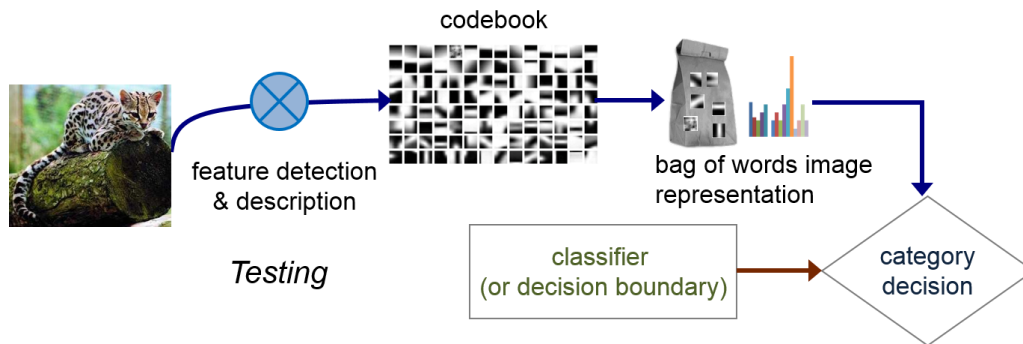 codebook
feature detection
& description
bag of words image
representation
Testing
classifier
(or decision boundary)
category
decision